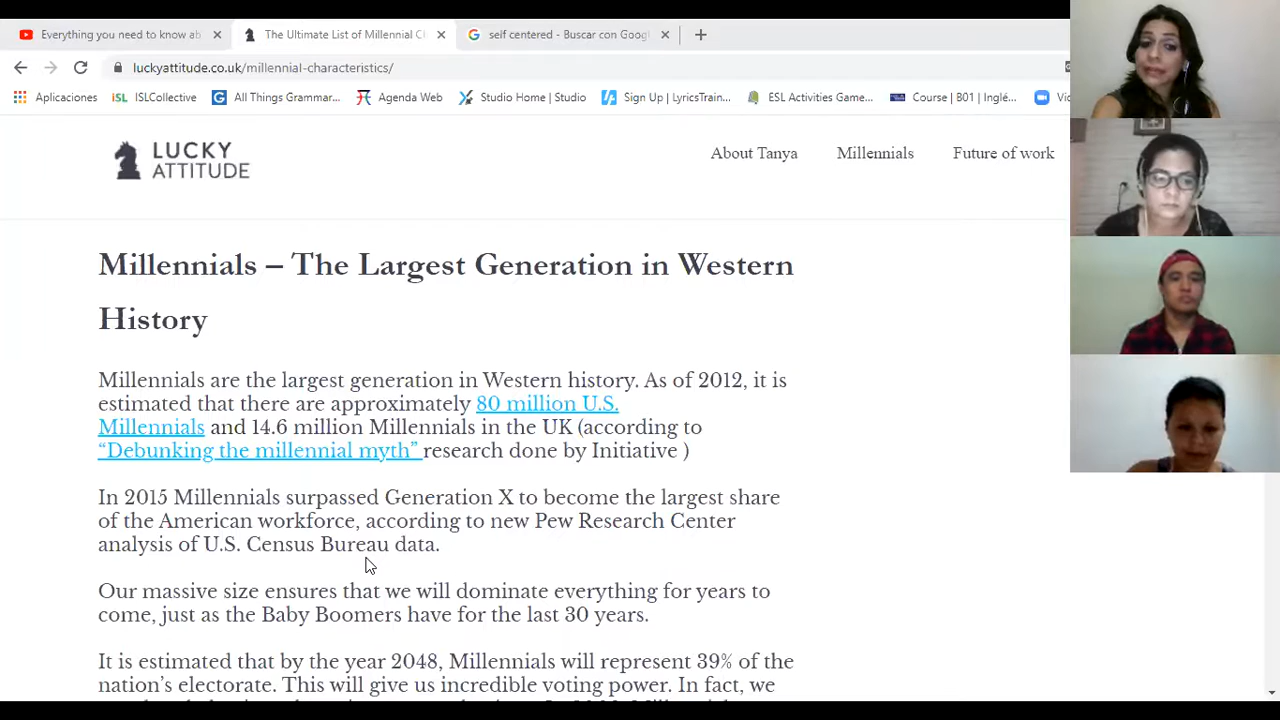 Everything you need to know ab
The Ultimate List of Millennial C
self centered - Buscar con Googl
luckyattitude.co.uk/millennial-characteristics/
Aplicaciones
iSL ISLCollective
All Things Grammar...
Agenda Web
Studio Home | Studio
Sign Up | LyricsTrain...
ESL Activities Game...
Course | B01 | Inglé...
LUCKY
ATTITUDE
About Tanya
Millennials
Future of work
Millennials – The Largest Generation in Western
History
Millennials are the largest generation in Western history. As of 2012, it is
estimated that there are approximately 80 million U.S.
Millennials and 14.6 million Millennials in the UK (according to
“Debunking the millennial myth” research done by Initiative )
In 2015 Millennials surpassed Generation X to become the largest share
of the American workforce, according to new Pew Research Center
analysis of U.S. Census Bureau data.
Our massive size ensures that we will dominate everything for years to
come, just as the Baby Boomers have for the last 30 years.
It is estimated that by the year 2048, Millennials will represent 39% of the
nation’s electorate. This will give us incredible voting power. In fact, we